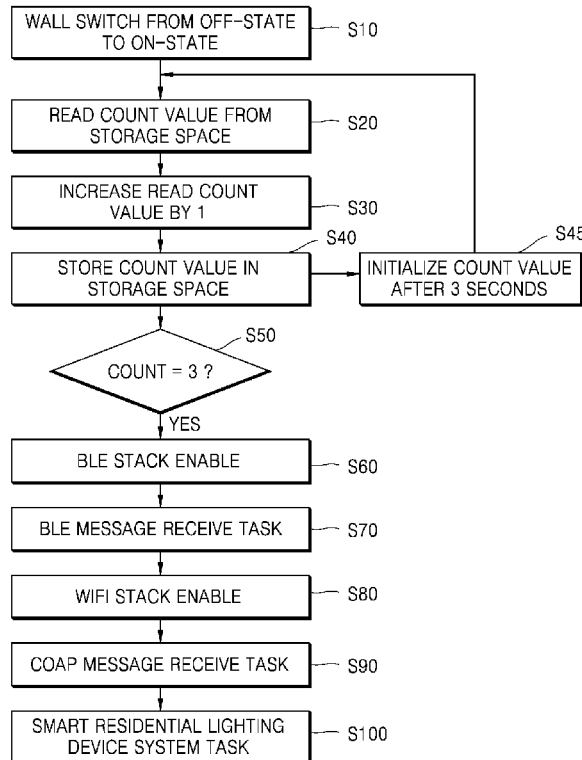 WALL SWITCH FROM OFF-STATE
TO ON-STATE
S10
READ COUNT VALUE FROM
STORAGE SPACE
S20
INCREASE READ COUNT
VALUE BY 1
S30
S40
STORE COUNT VALUE IN
STORAGE SPACE
S45
INITIALIZE COUNT VALUE
AFTER 3 SECONDS
S50
COUNT = 3 ?
YES
BLE STACK ENABLE
S60
BLE MESSAGE RECEIVE TASK
S70
WIFI STACK ENABLE
S80
COAP MESSAGE RECEIVE TASK
S90
SMART RESIDENTIAL LIGHTING
DEVICE SYSTEM TASK
S100